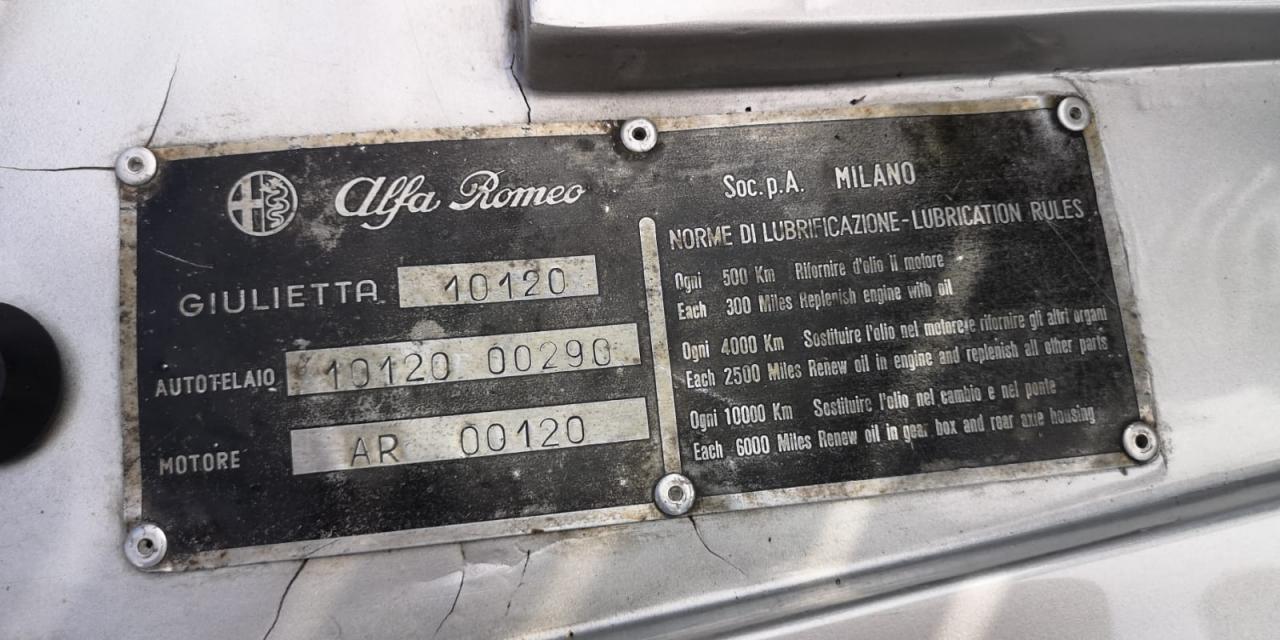 Alfa Romeo
GIULIETTA 10120
AUTOTELAIO 10120 00290
MOTORE AR 00120
Soc. p. A. MILANO
NORME DI LUBRIFICAZIONE - LUBRICATION RULES
Ogni 500 Km Rifornire d'olio il motore
Each 300 Miles Replenish engine with oil
Ogni 4000 Km Sostituire l'olio nel motore e rifornire gli altri organi
Each 2500 Miles Renew oil in engine and replenish all other parts
Ogni 10000 Km Sostituire l'olio nel cambio e nel ponte
Each 6000 Miles Renew oil in gear box and rear axie housing